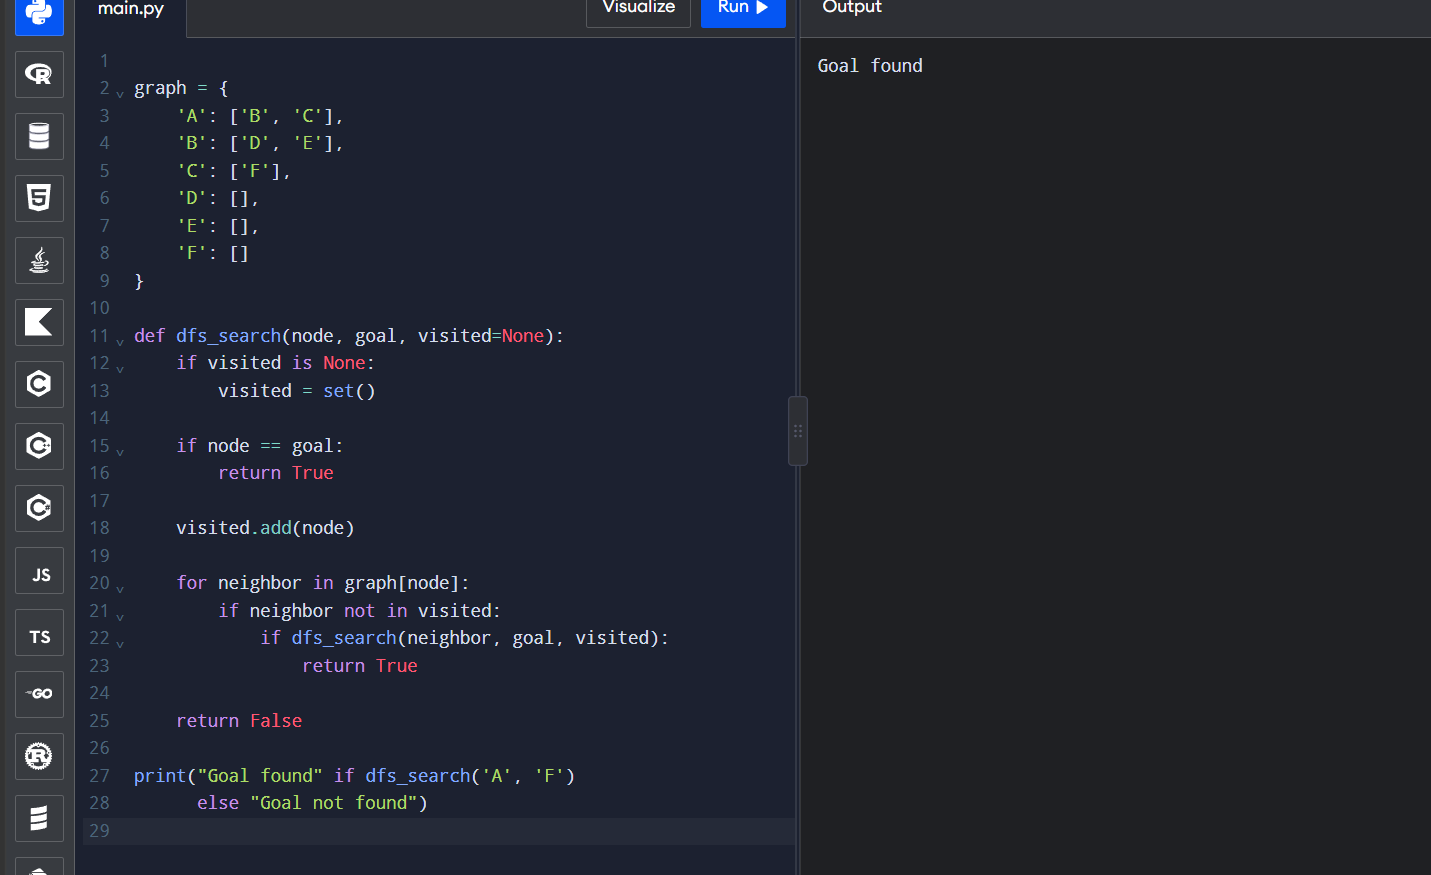 main.py
Visualize
Run
Output
1
2 graph = {
3     'A': ['B', 'C'],
4     'B': ['D', 'E'],
5     'C': ['F'],
6     'D': [],
7     'E': [],
8     'F': []
9 }
10
11 def dfs_search(node, goal, visited=None):
12     if visited is None:
13         visited = set()
14
15     if node == goal:
16         return True
17
18     visited.add(node)
19
20     for neighbor in graph[node]:
21         if neighbor not in visited:
22             if dfs_search(neighbor, goal, visited):
23                 return True
24
25     return False
26
27 print("Goal found" if dfs_search('A', 'F')
28       else "Goal not found")
29
Goal found
R
5
C
C++
C#
JS
TS
GO
R